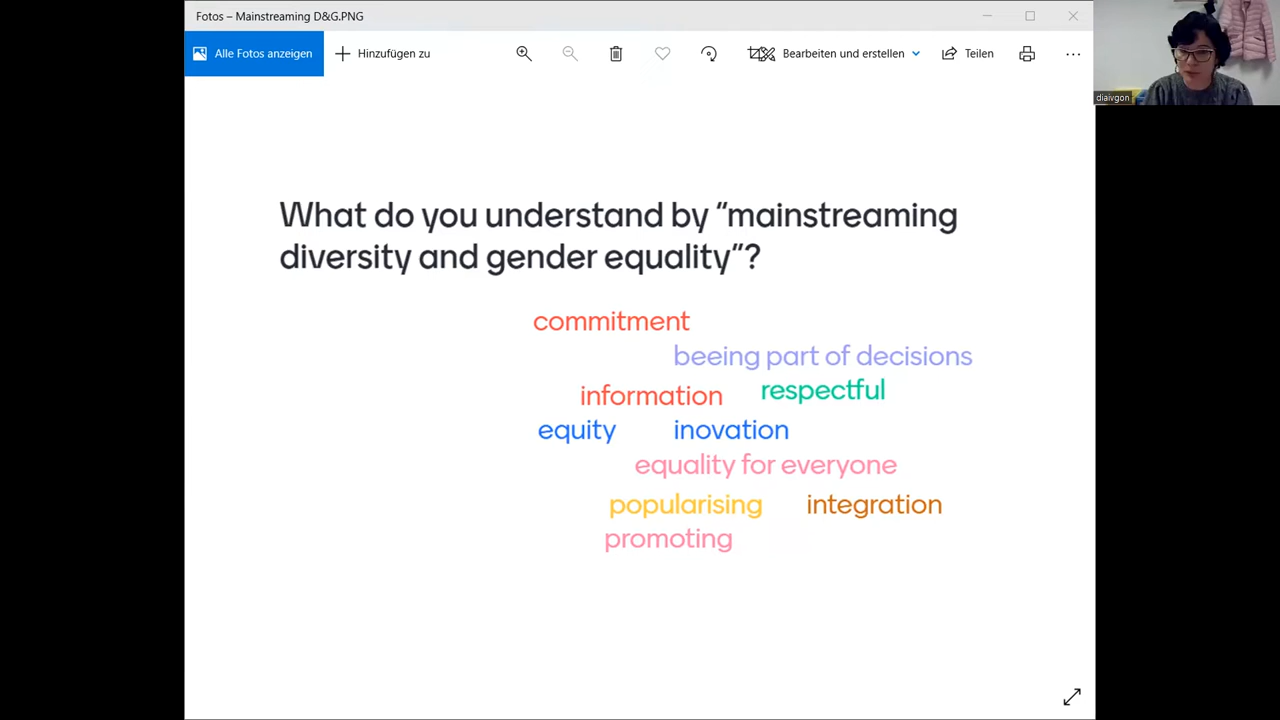 Fotos – Mainstreaming D&G.PNG
Alle Fotos anzeigen
Hinzufügen zu
Bearbeiten und erstellen
Teilen
diaivgon
What do you understand by “mainstreaming
diversity and gender equality”?
commitment
beeing part of decisions
information
respectful
equity
inovation
equality for everyone
popularising
integration
promoting